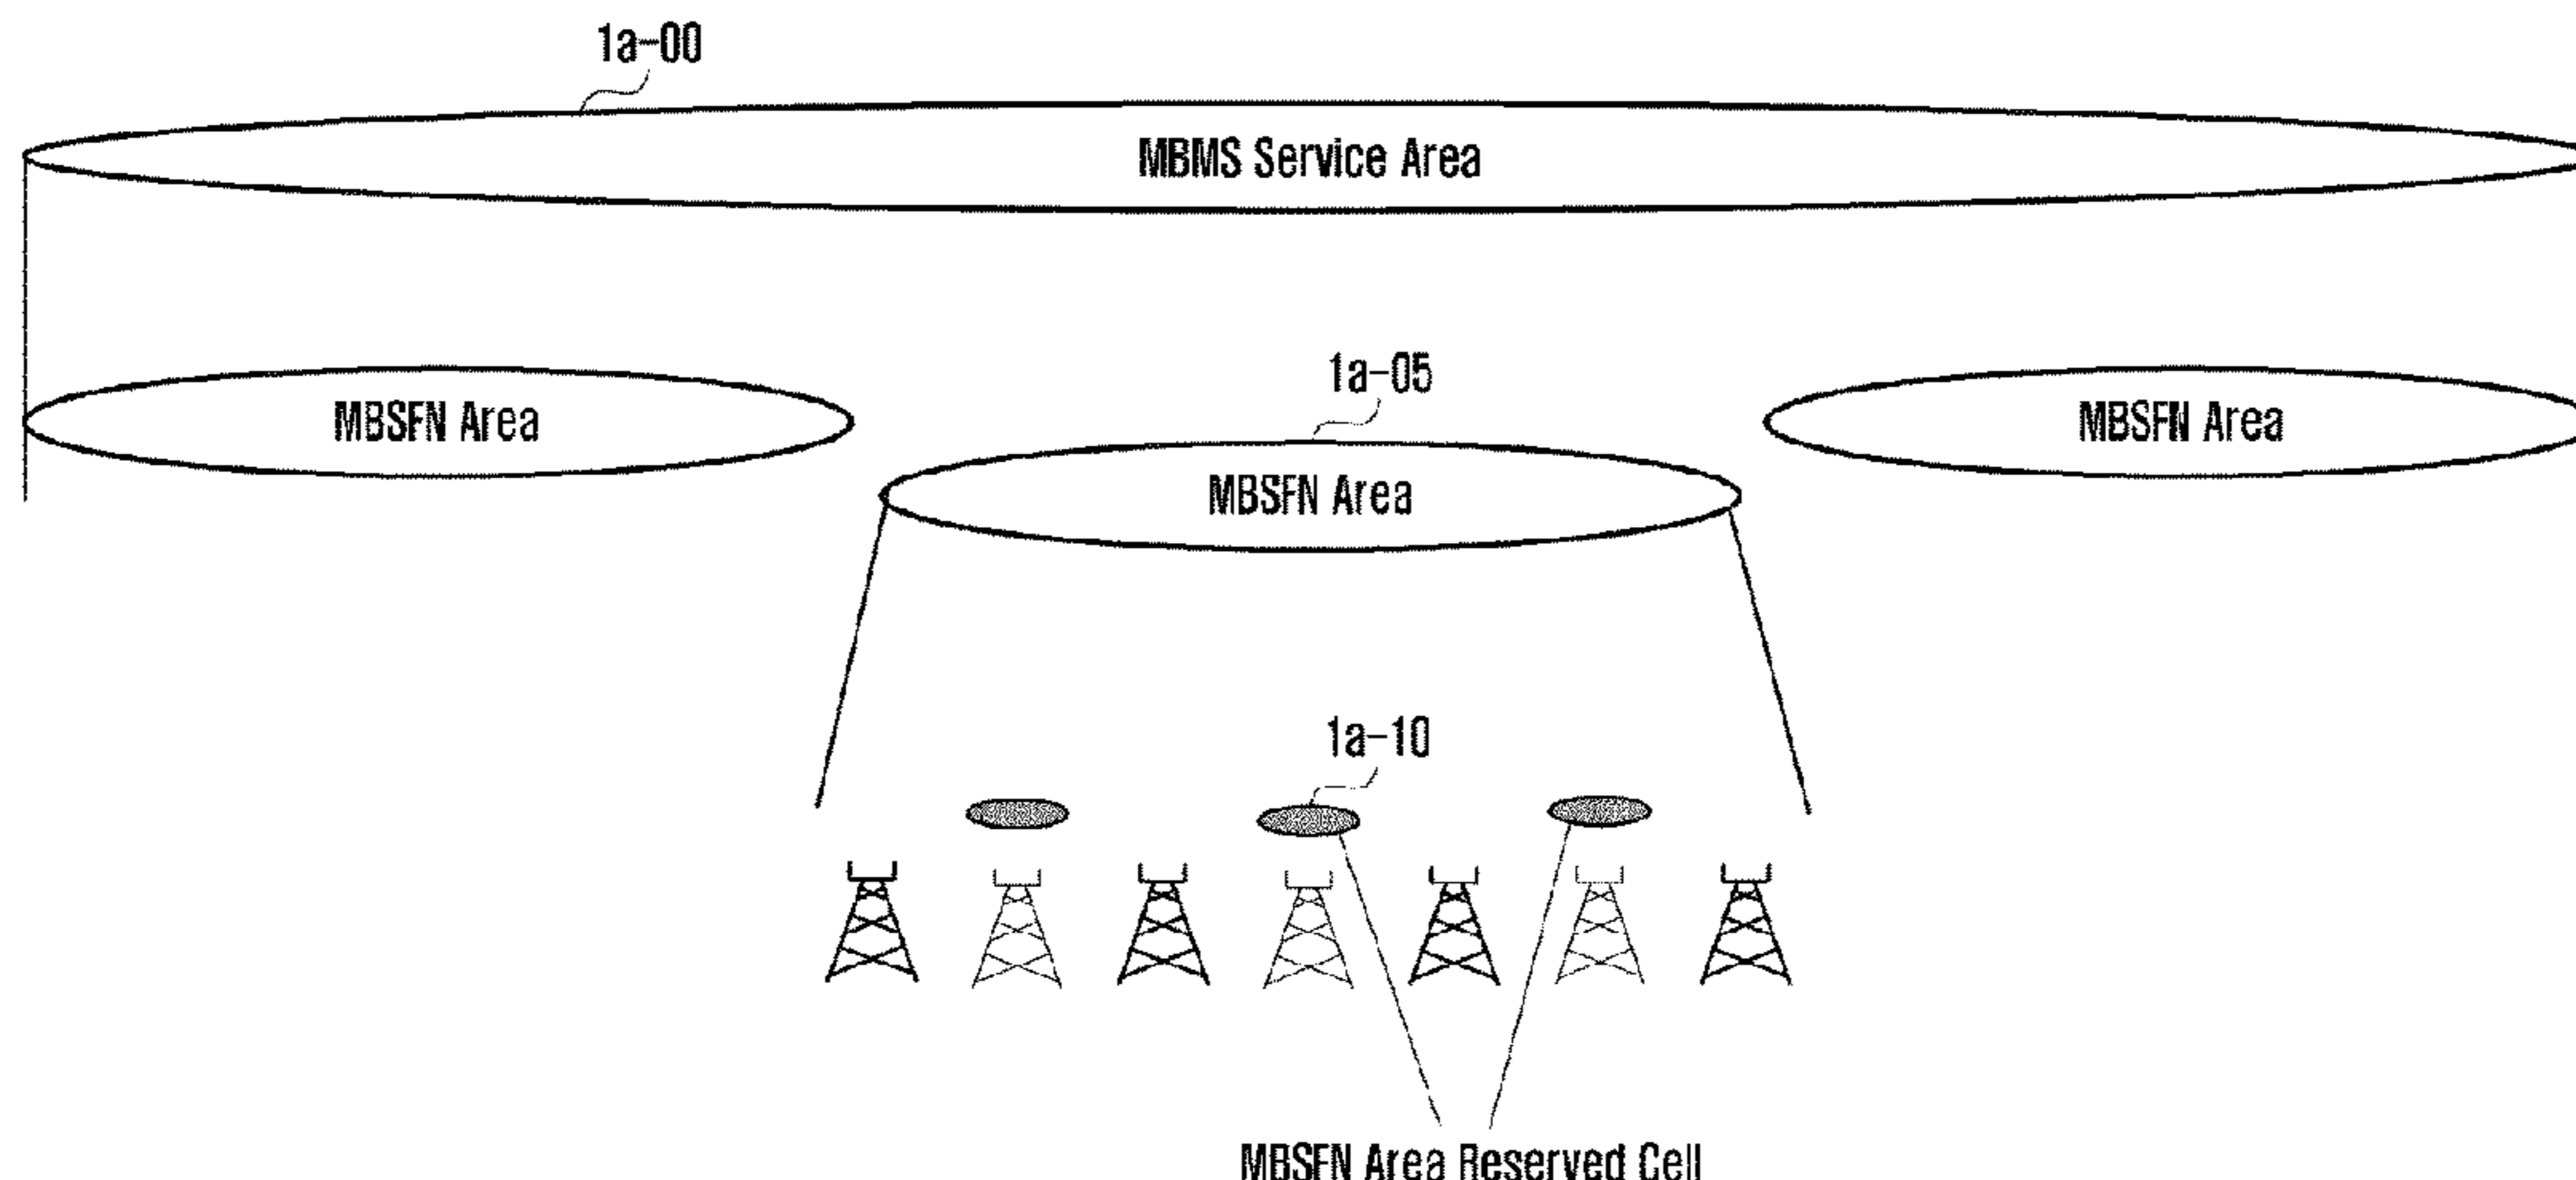 1a-00
MBMS Service Area
1a-05
MBSFN Area
MBSFN Area
MBSFN Area
1a-10
MBSFN Area Reserved Cell